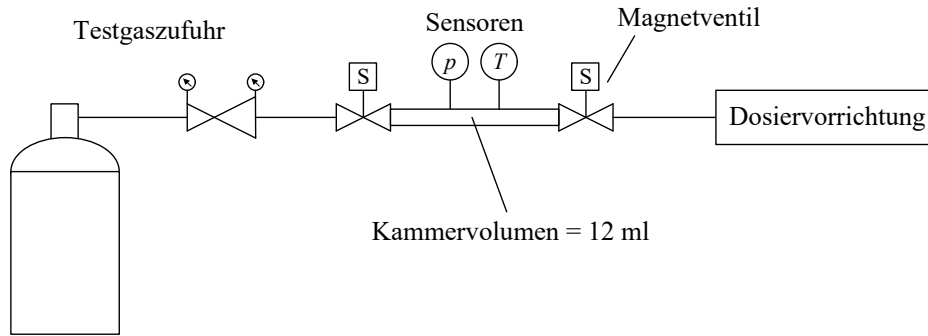 Testgaszufuhr
Sensoren
Magnetventil
S
p
T
S
Dosiervorrichtung
Kammervolumen = 12 ml